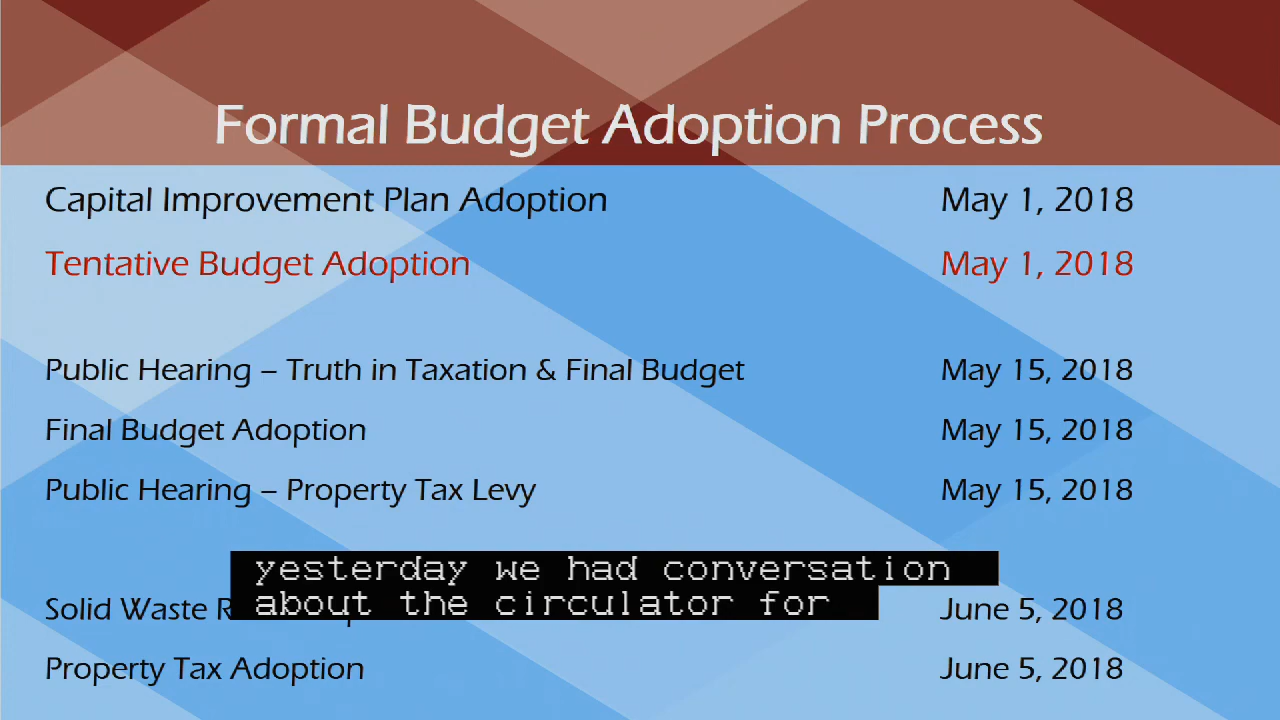 Formal Budget Adoption Process
Capital Improvement Plan Adoption May 1, 2018
Tentative Budget Adoption May 1, 2018
Public Hearing – Truth in Taxation & Final Budget May 15, 2018
Final Budget Adoption May 15, 2018
Public Hearing – Property Tax Levy May 15, 2018
yesterday we had conversation
about the circulator for
Solid Waste June 5, 2018
Property Tax Adoption June 5, 2018